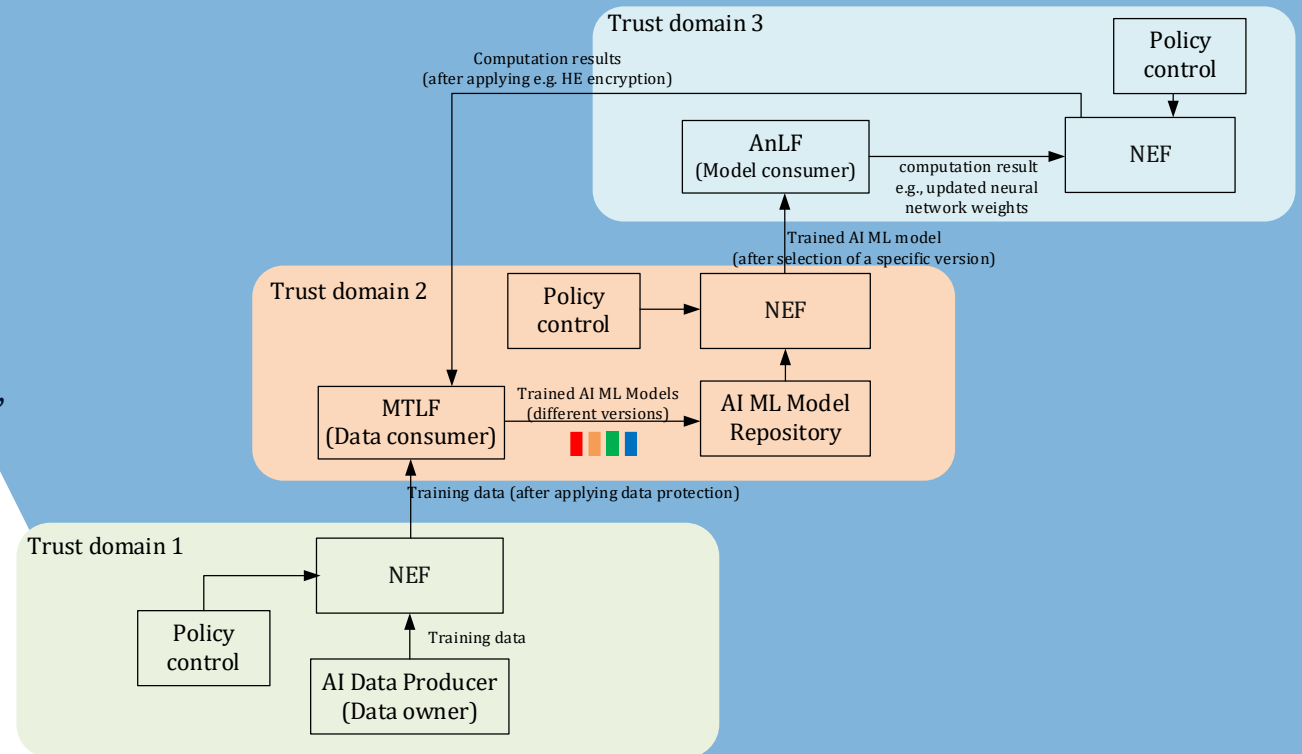 Trust domain 3
Policy
control
Computation results
(after applying e.g. HE encryption)
AnLF
(Model consumer)
computation result
e.g., updated neural
network weights
NEF
Trained AI ML model
(after selection of a specific version)
Trust domain 2
Policy
control
NEF
MTLF
(Data consumer)
Trained AI ML Models
(different versions)
AI ML Model
Repository
,
Training data (after applying data protection)
Trust domain 1
NEF
Policy
control
Training data
AI Data Producer
(Data owner)